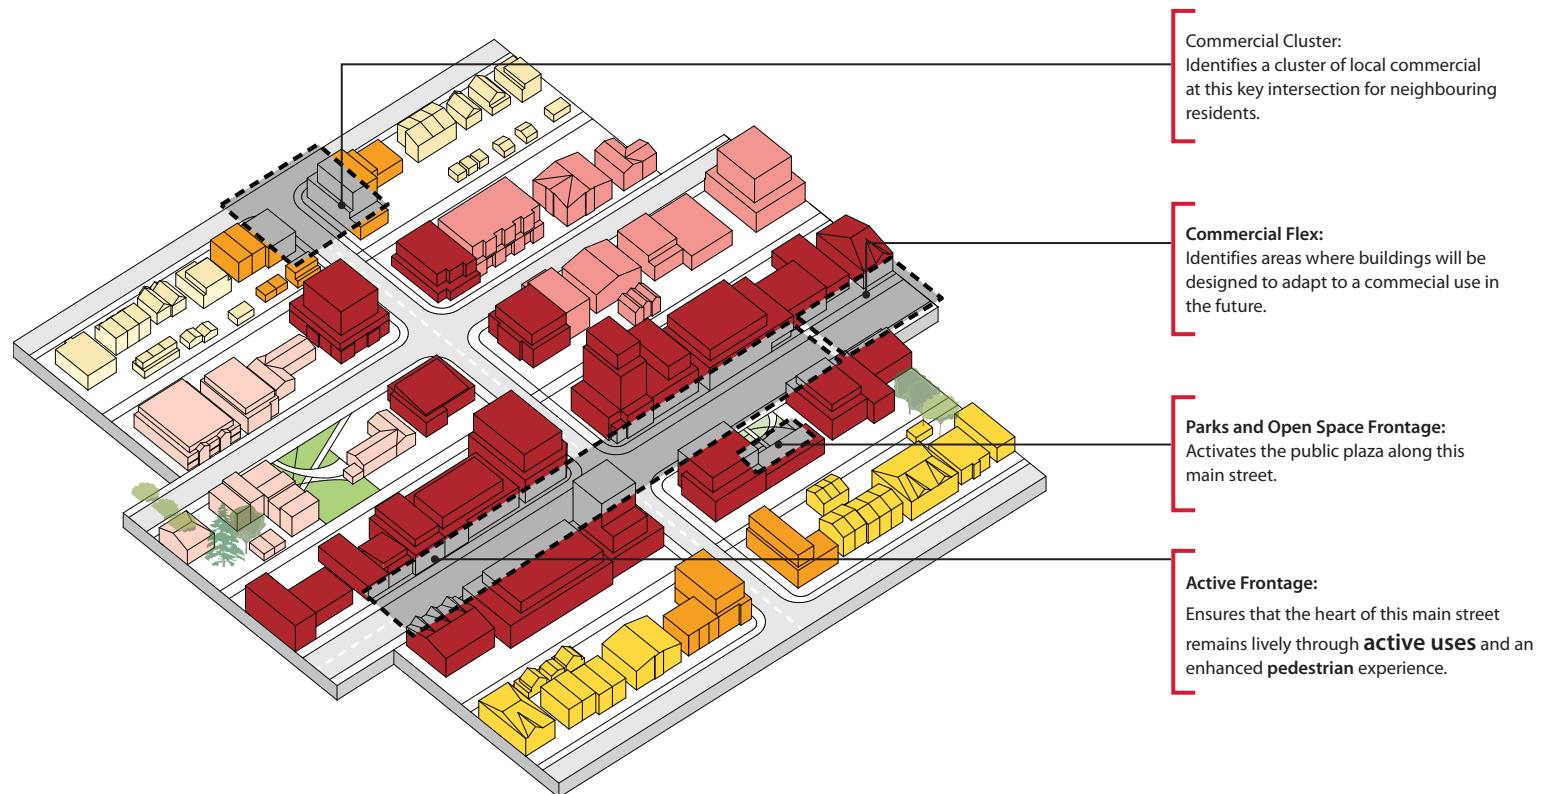 Commercial Cluster:
Identifies a cluster of local commercial
at this key intersection for neighbouring
residents.
Commercial Flex:
Identifies areas where buildings will be
designed to adapt to a commecial use in
the future.
Parks and Open Space Frontage:
Activates the public plaza along this
main street.
Active Frontage:
Ensures that the heart of this main street
remains lively through active uses and an
enhanced pedestrian experience.